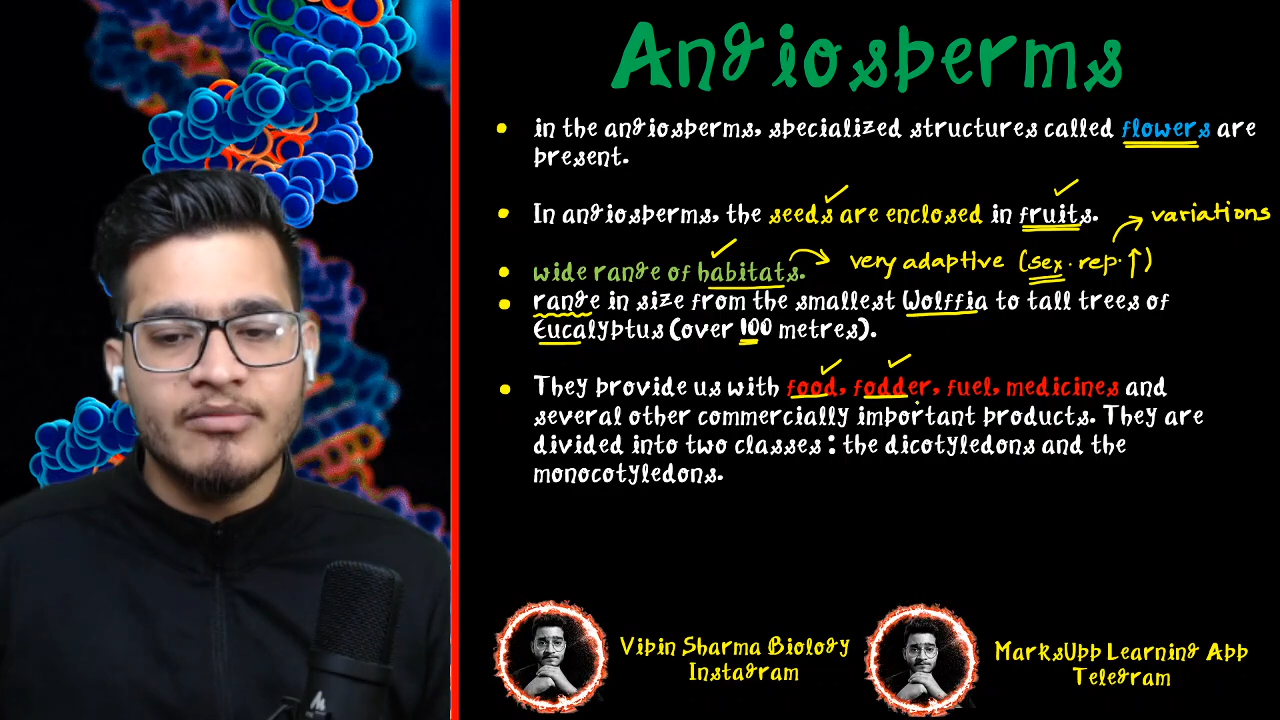 Angiosperms
in the angiosperms, specialized structures called flowers are
present.
In angiosperms, the seeds are enclosed in fruits.
variations
wide range of habitats.
very adaptive (sex. rep. ↑)
range in size from the smallest Wolffia to tall trees of
Eucalyptus (over 100 metres).
They provide us with food, fodder, fuel, medicines and
several other commercially important products. They are
divided into two classes : the dicotyledons and the
monocotyledons.
Vipin Sharma Biology
Instagram
MarksUpp Learning App
Telegram